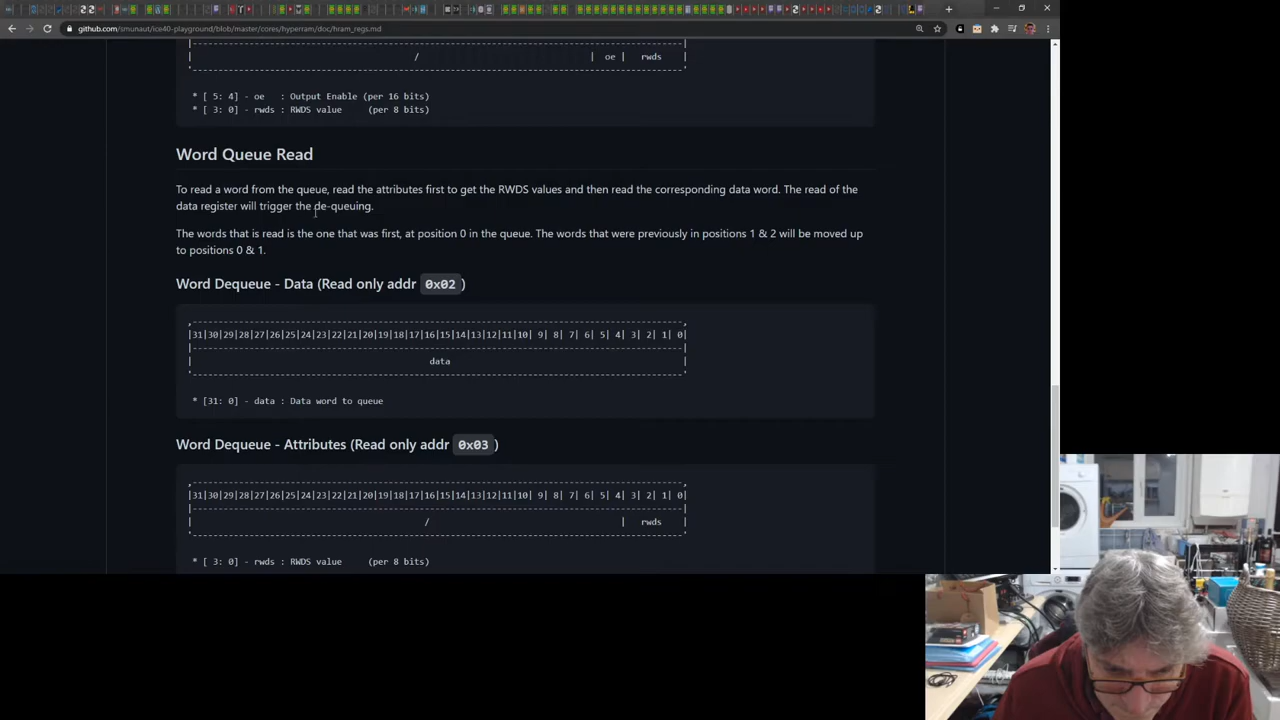 github.com/smunaut/ice40-playground/blob/master/cores/hyperram/doc/hram_regs.md
| / | oe | rwds |
* [ 5: 4] - oe : Output Enable (per 16 bits)
* [ 3: 0] - rwds : RWDS value (per 8 bits)
Word Queue Read
To read a word from the queue, read the attributes first to get the RWDS values and then read the corresponding data word. The read of the
data register will trigger the de-queuing.
The words that is read is the one that was first, at position 0 in the queue. The words that were previously in positions 1 & 2 will be moved up
to positions 0 & 1.
Word Dequeue - Data (Read only addr 0x02 )
|31|30|29|28|27|26|25|24|23|22|21|20|19|18|17|16|15|14|13|12|11|10| 9| 8| 7| 6| 5| 4| 3| 2| 1| 0|
| data |
* [31: 0] - data : Data word to queue
Word Dequeue - Attributes (Read only addr 0x03 )
|31|30|29|28|27|26|25|24|23|22|21|20|19|18|17|16|15|14|13|12|11|10| 9| 8| 7| 6| 5| 4| 3| 2| 1| 0|
| / | rwds |
* [ 3: 0] - rwds : RWDS value (per 8 bits)